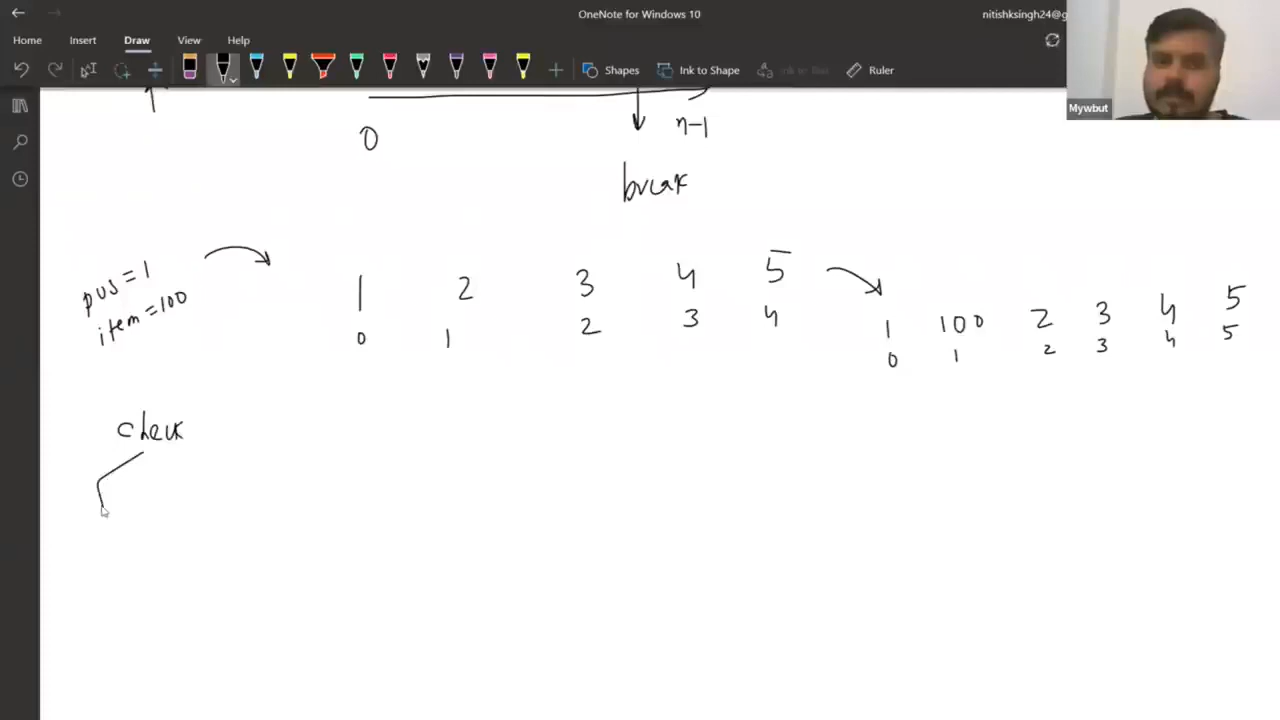 OneNote for Windows 10
nitishksingh24@g
Home Insert Draw View Help
Shapes Ink to Shape Ruler
Mywbut
0 n-1
break
pos=1
item=100
1 2 3 4 5
0 1 2 3 4
1 100 2 3 4 5
0 1 2 3 4 5
check